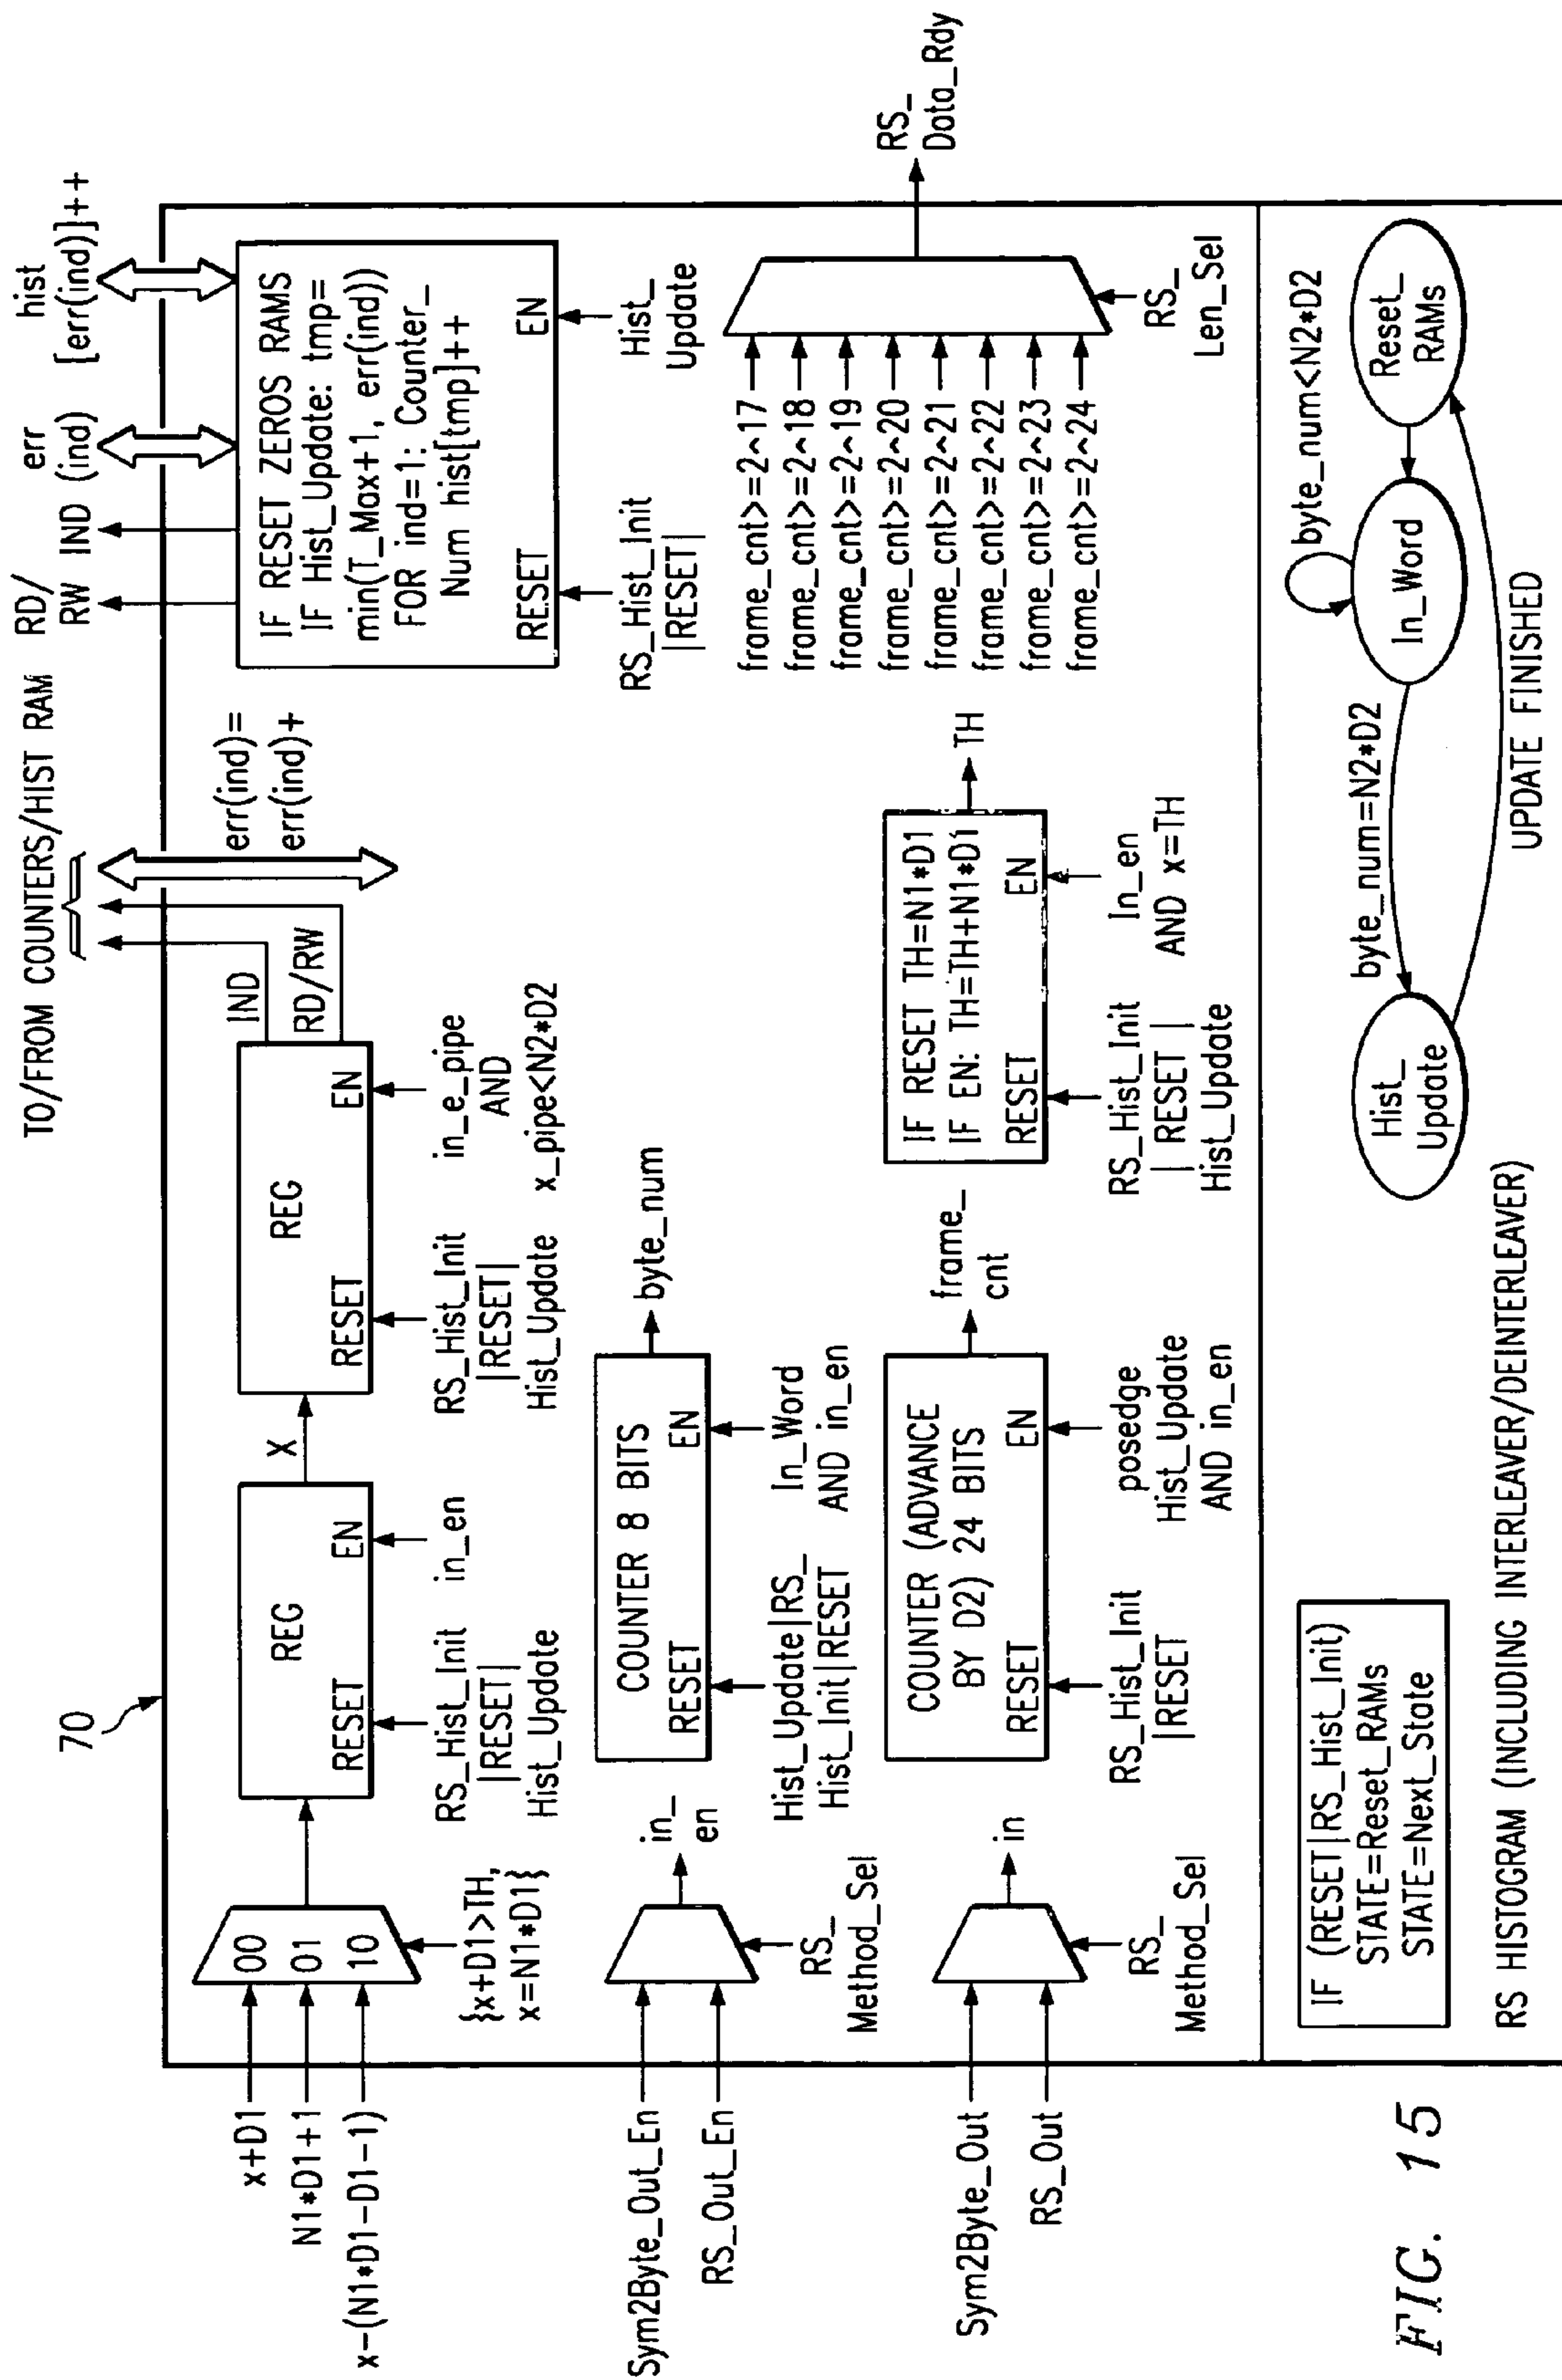 TO/FROM COUNTERS/HIST RAM
RD/
RW
IND
err
(ind)
hist
[err(ind)]++
70
x+D1
N1*D1+1
x-(N1*D1-D1-1)
00
01
10
{x+D1>TH,
x=N1*D1}
REG
RESET
EN
RS_Hist_Init
|RESET|
Hist_Update
in_en
X
REG
RESET
EN
RS_Hist_Init
|RESET|
Hist_Update
in_e_pipe
AND
x_pipe<N2*D2
IND
RD/RW
err(ind)=
err(ind)+
IF RESET ZEROS RAMS
IF Hist_Update: tmp=
min(T_Max+1, err(ind))
FOR ind=1: Counter_
Num hist[tmp]++
RESET
EN
RS_Hist_Init
|RESET|
Hist_
Update
Sym2Byte_Out_En
RS_Out_En
in_
en
RS_
Method_Sel
COUNTER 8 BITS
RESET
EN
byte_num
Hist_Update|RS_
Hist_Init|RESET
In_Word
AND in_en
Sym2Byte_Out
RS_Out
in
RS_
Method_Sel
COUNTER (ADVANCE
BY D2) 24 BITS
RESET
EN
frame_
cnt
RS_Hist_Init
|RESET
posedge
Hist_Update
AND in_en
IF RESET TH=N1*D1
IF EN: TH=TH+N1*D1
RESET
EN
TH
RS_Hist_Init
| RESET |
Hist_Update
In_en
AND x=TH
frame_cnt>=2^17
frame_cnt>=2^18
frame_cnt>=2^19
frame_cnt>=2^20
frame_cnt>=2^21
frame_cnt>=2^22
frame_cnt>=2^23
frame_cnt>=2^24
RS_
Len_Sel
RS_
Data_Rdy
IF (RESET|RS_Hist_Init)
STATE=Reset_RAMs
STATE=Next_State
Hist_
Update
byte_num=N2*D2
In_Word
byte_num<N2*D2
Reset_
RAMs
UPDATE FINISHED
RS HISTOGRAM (INCLUDING INTERLEAVER/DEINTERLEAVER)
FIG. 15